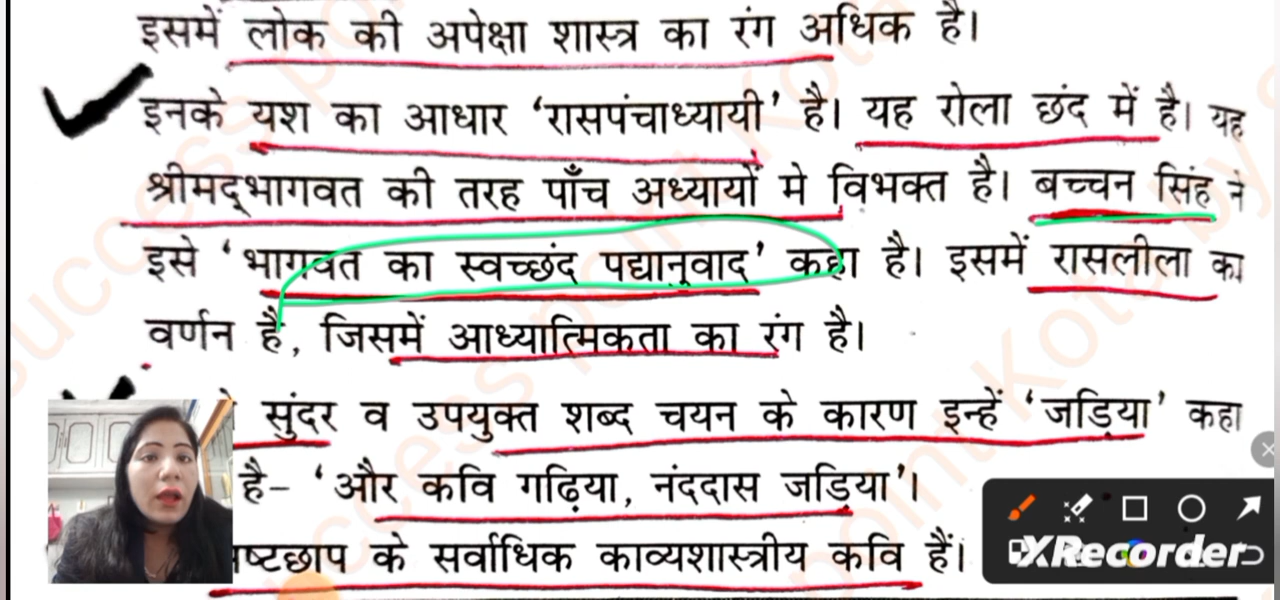 इसमें लोक की अपेक्षा शास्त्र का रंग अधिक है।
इनके यश का आधार ‘रासपंचाध्यायी’ है। यह रोला छंद में है। यह
श्रीमद्भागवत की तरह पाँच अध्यायों मे विभक्त है। बच्चन सिंह ने
इसे ‘भागवत का स्वच्छंद पद्यानुवाद’ कहा है। इसमें रासलीला का
वर्णन है, जिसमें आध्यात्मिकता का रंग है।
सुंदर व उपयुक्त शब्द चयन के कारण इन्हें ‘जड़िया’ कहा
है– ‘और कवि गढ़िया, नंददास जड़िया’।
के सर्वाधिक काव्यशास्त्रीय कवि हैं।
XRecorder